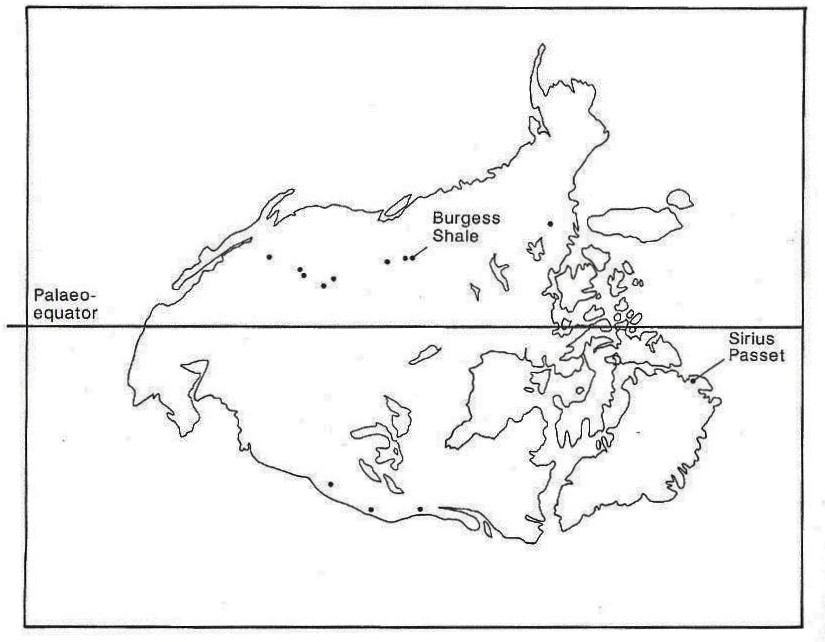 Burgess
Shale
Palaeo-
equator
Sirius
Passet